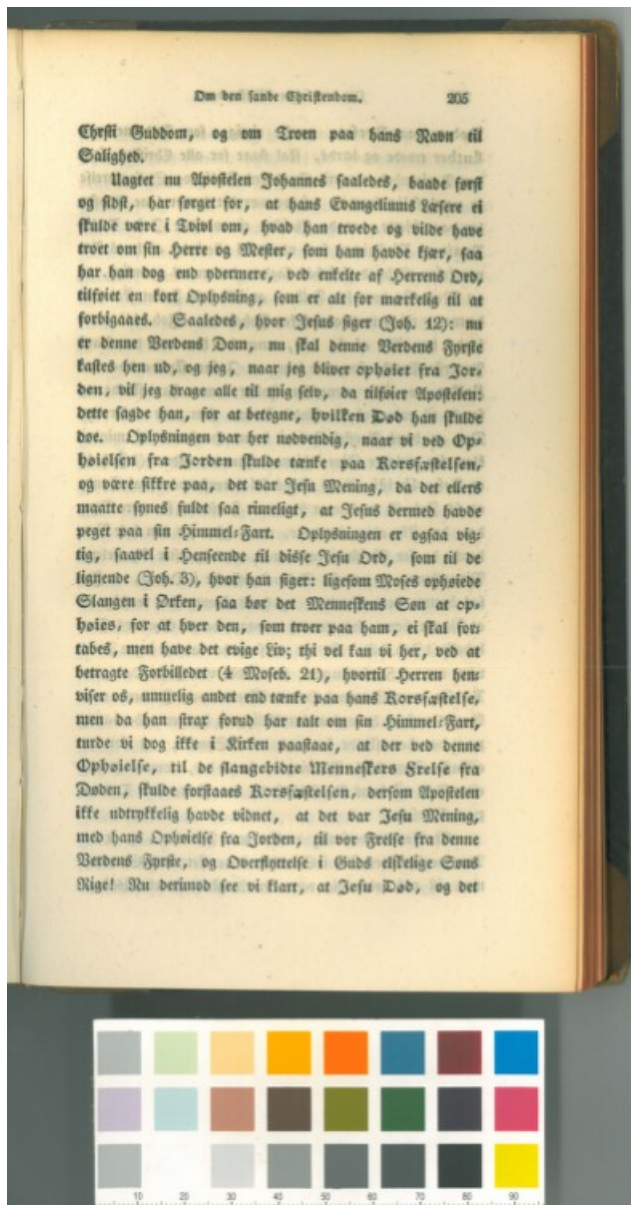 Om den sande Christendom. 205
Chrsti Guddom, og om Troen paa hans Navn til
Salighed.
Uagtet nu Apostelen Johannes saaledes, baade først
og sidst, har sørget for, at hans Evangeliums Læsere ei
skulde være i Tvivl om, hvad han troede og vilde have
troet om sin Herre og Mester, som ham havde kjær, saa
har han dog end ydermere, ved enkelte af Herrens Ord,
tilføiet en kort Oplysning, som er alt for mærkelig til at
forbigaaes. Saaledes, hvor Jesus siger (Joh. 12): nu
er denne Verdens Dom, nu skal denne Verdens Fyrste
kastes hen ud, og jeg, naar jeg bliver ophøiet fra Jor-
den, vil jeg drage alle til mig selv, da tilføier Apostelen:
dette sagde han, for at betegne, hvilken Død han skulde
døe. Oplysningen var her nødvendig, naar vi ved Op-
høielsen fra Jorden skulde tænke paa Korsfæstelsen,
og være sikkre paa, det var Jesu Mening, da det ellers
maatte synes fuldt saa rimeligt, at Jesus dermed havde
peget paa sin Himmel-Fart. Oplysningen er ogsaa vig-
tig, saavel i Henseende til disse Jesu Ord, som til de
lignende (Joh. 3), hvor han siger: ligesom Moses ophøiede
Slangen i Ørken, saa bør det Menneskens Søn at op-
høies, for at hver den, som troer paa ham, ei skal for-
tabes, men have det evige Liv; thi vel kan vi her, ved at
betragte Forbilledet (4 Moseb. 21), hvortil Herren hen-
viser os, umuelig andet end tænke paa hans Korsfæstelse,
men da han strax forud har talt om sin Himmel-Fart,
turde vi dog ikke i Kirken paastaae, at der ved denne
Ophøielse, til de slangebidte Menneskers Frelse fra
Døden, skulde forstaaes Korsfæstelsen, dersom Apostelen
ikke udtrykkelig havde vidnet, at det var Jesu Mening,
med hans Ophøielse fra Jorden, til vor Frelse fra denne
Verdens Fyrste, og Overflyttelse i Guds elskelige Søns
Rige! Nu derimod see vi klart, at Jesu Død, og det
10 20 30 40 50 60 70 80 90